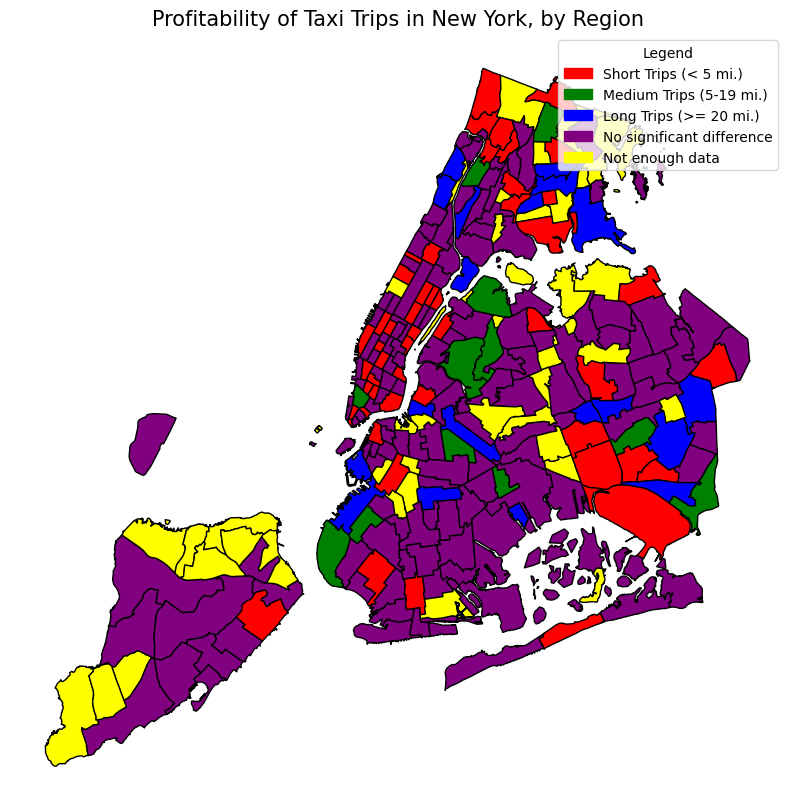 Profitability of Taxi Trips in New York, by Region
Legend
Short Trips (< 5 mi.)
Medium Trips (5-19 mi.)
Long Trips (>= 20 mi.)
No significant difference
Not enough data